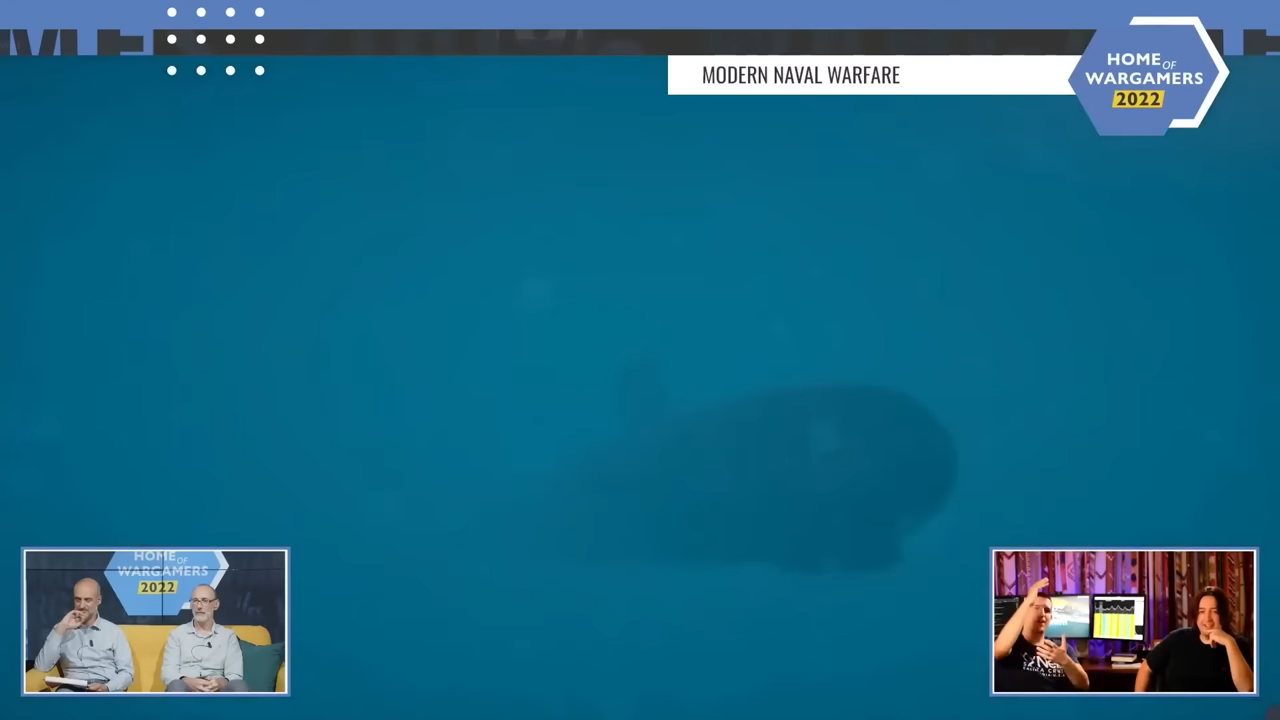 MODERN NAVAL WARFARE
HOME OF
WARGAMERS
2022
HOME OF
WARGAMERS
2022